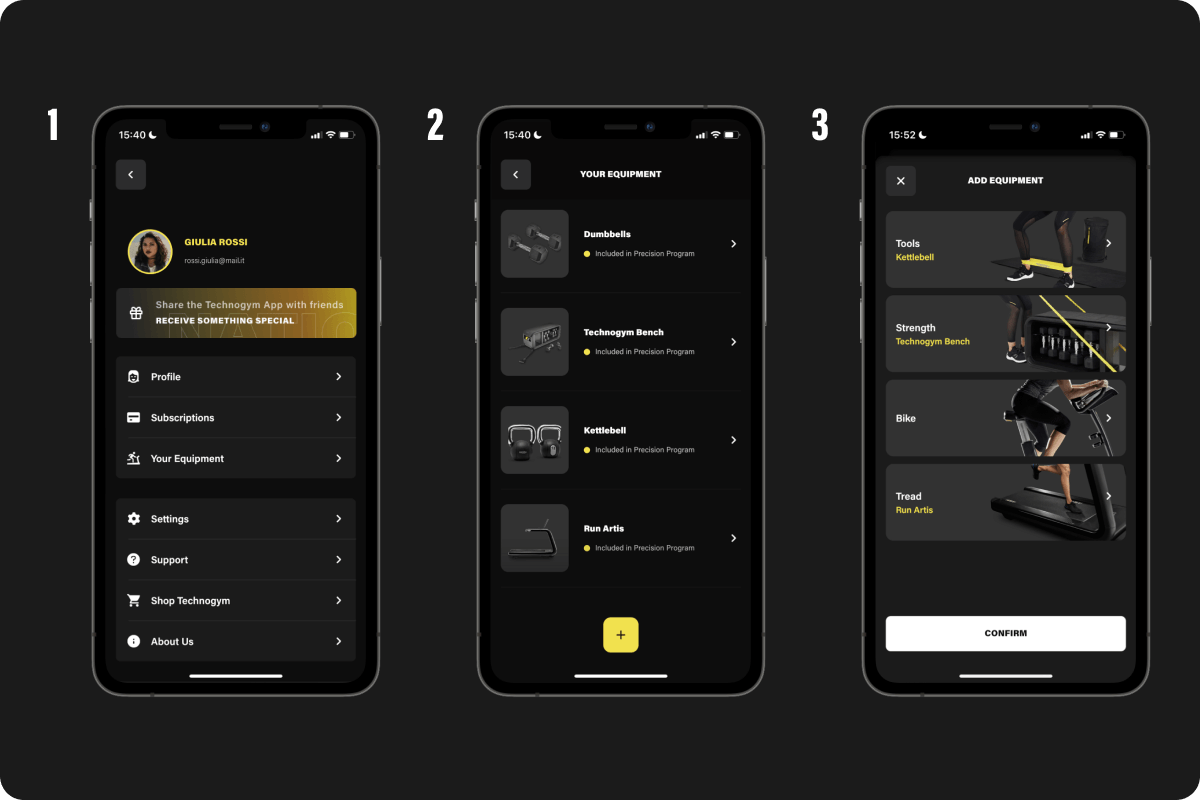 1
15:40
GIULIA ROSSI
rossi.giulia@mail.it
Share the Technogym App with friends
RECEIVE SOMETHING SPECIAL
Profile
Subscriptions
Your Equipment
Settings
Support
Shop Technogym
About Us
2
15:40
YOUR EQUIPMENT
Dumbbells
Included in Precision Program
Technogym Bench
Included in Precision Program
Kettlebell
Included in Precision Program
Run Artis
Included in Precision Program
+
3
15:52
ADD EQUIPMENT
Tools
Kettlebell
Strength
Technogym Bench
Bike
Tread
Run Artis
CONFIRM